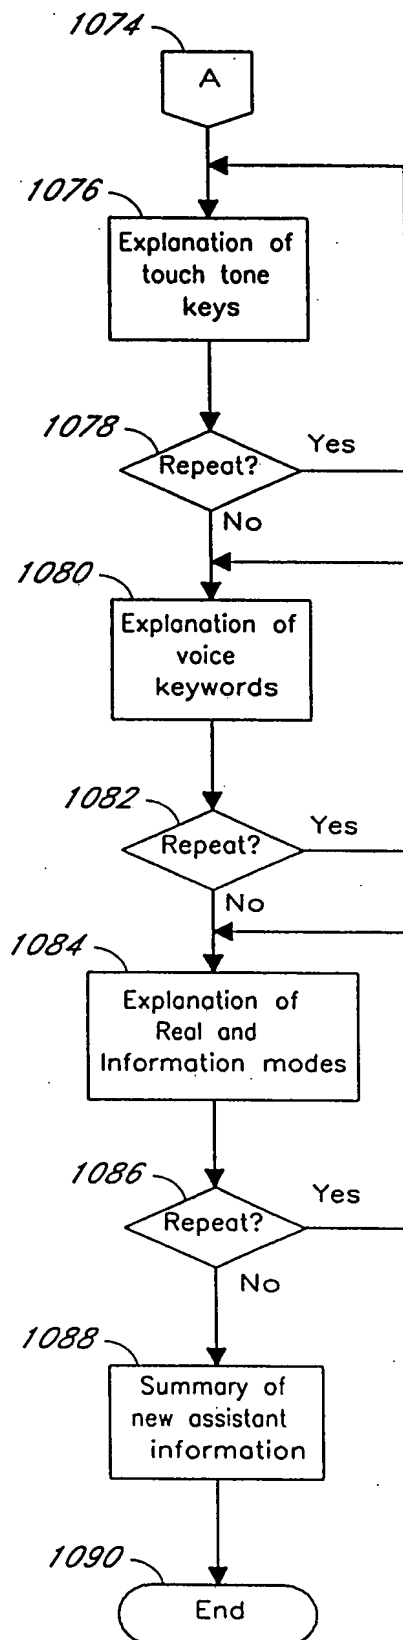 1074
A
1076
Explanation of
touch tone
keys
1078
Repeat?
Yes
No
1080
Explanation of
voice
keywords
1082
Repeat?
Yes
No
1084
Explanation of
Real and
Information modes
1086
Repeat?
Yes
No
1088
Summary of
new assistant
information
1090
End